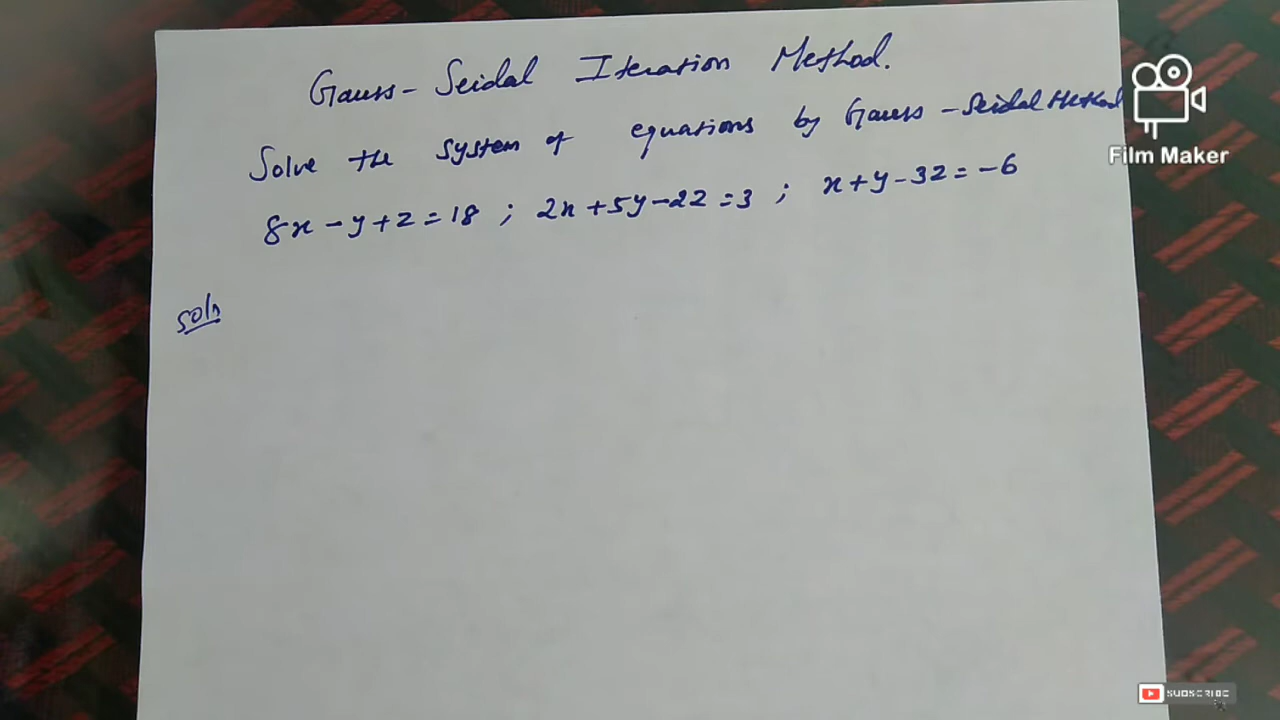 Gauss - Seidal Iteration Method.
Solve the system of equations by Gauss - Seidal Method
8x - y + z = 18 ; 2x + 5y - 2z = 3 ; x + y - 3z = -6
Soln
Film Maker
SUBSCRIBE